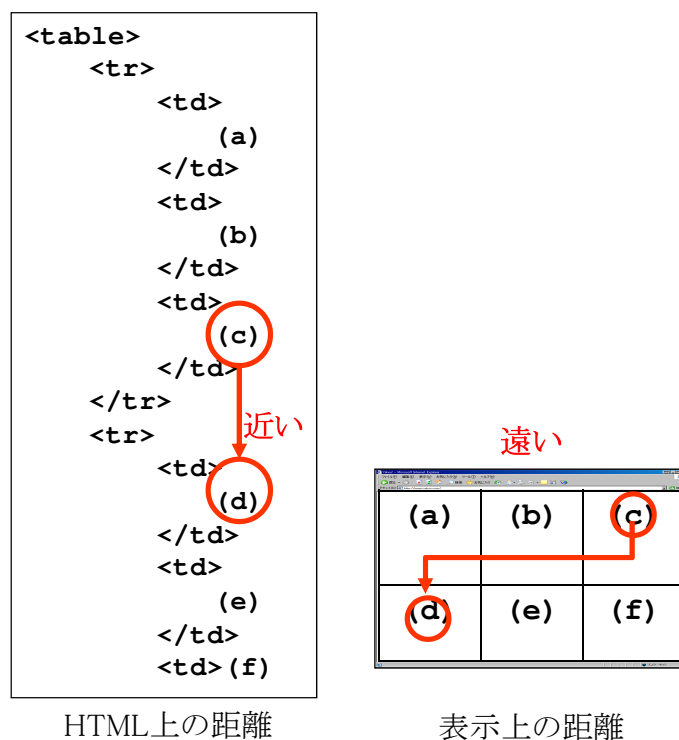 <table>
<tr>
<td>
(a)
</td>
<td>
(b)
</td>
<td>
(c)
</td>
</tr>
<tr>
<td>
(d)
</td>
<td>
(e)
</td>
<td>(f)
近い
HTML上の距離
遠い
(a) (b) (c)
(d) (e) (f)
表示上の距離